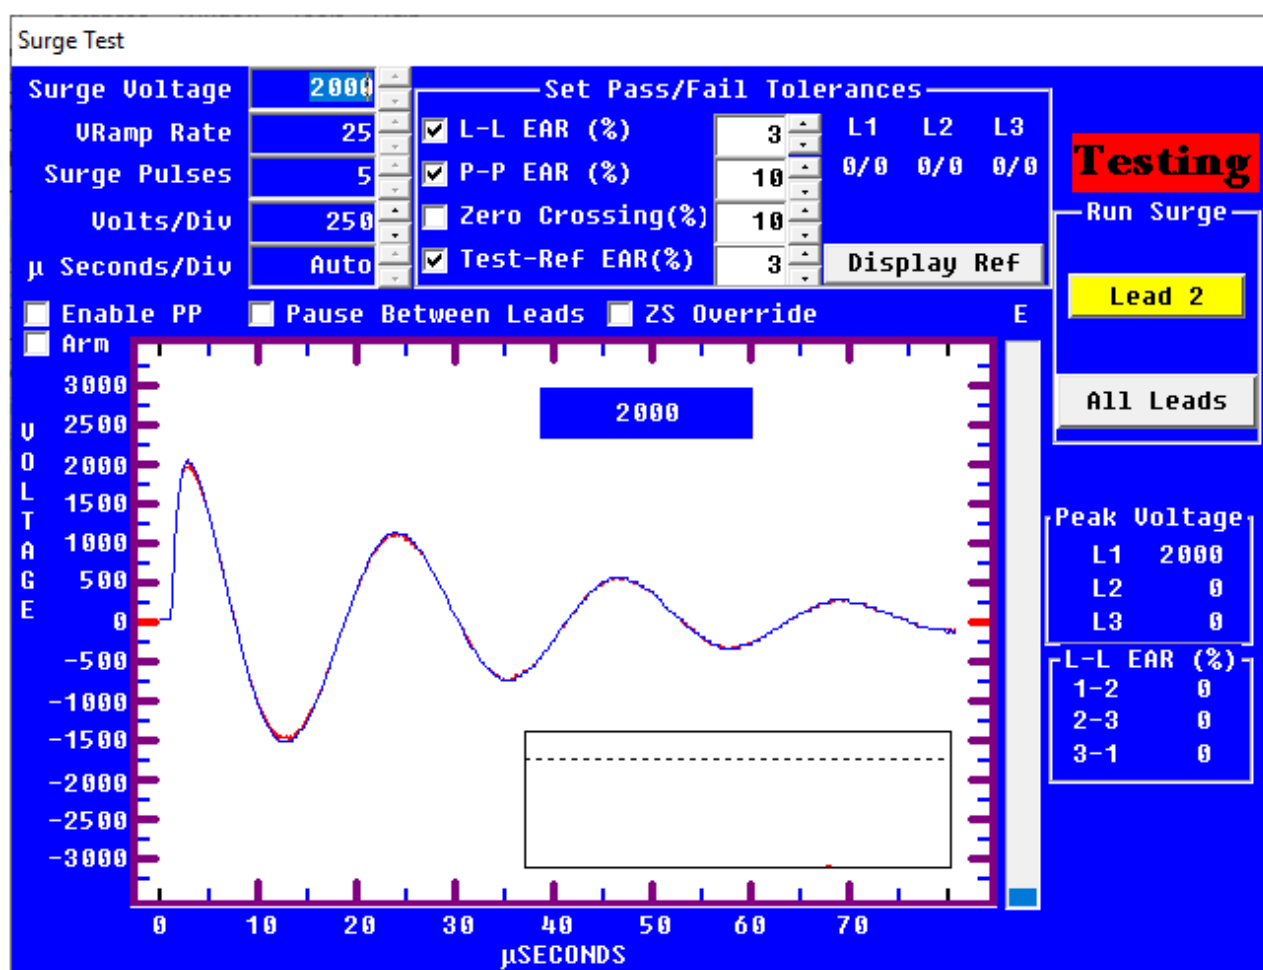 Surge Test
Surge Voltage 2000
VRamp Rate 25
Surge Pulses 5
Volts/Div 250
µ Seconds/Div Auto
Set Pass/Fail Tolerances
L-L EAR (%) 3
P-P EAR (%) 10
Zero Crossing(%) 10
Test-Ref EAR(%) 3
L1 L2 L3
0/0 0/0 0/0
Display Ref
Testing
Run Surge
Lead 2
All Leads
Enable PP Pause Between Leads ZS Override E
Arm
VOLTAGE
3000
2500
2000
1500
1000
500
0
-500
-1000
-1500
-2000
-2500
-3000
2000
0 10 20 30 40 50 60 70
µSECONDS
Peak Voltage
L1 2000
L2 0
L3 0
L-L EAR (%)
1-2 0
2-3 0
3-1 0